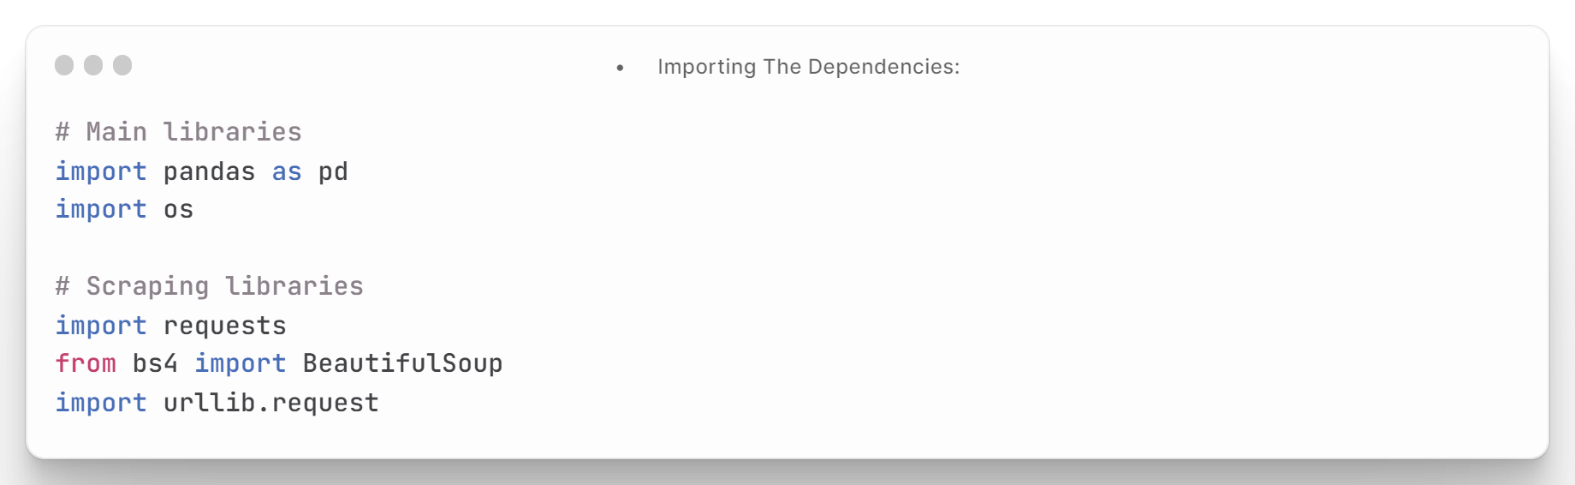 • Importing The Dependencies:
# Main libraries
import pandas as pd
import os
# Scraping libraries
import requests
from bs4 import BeautifulSoup
import urllib.request